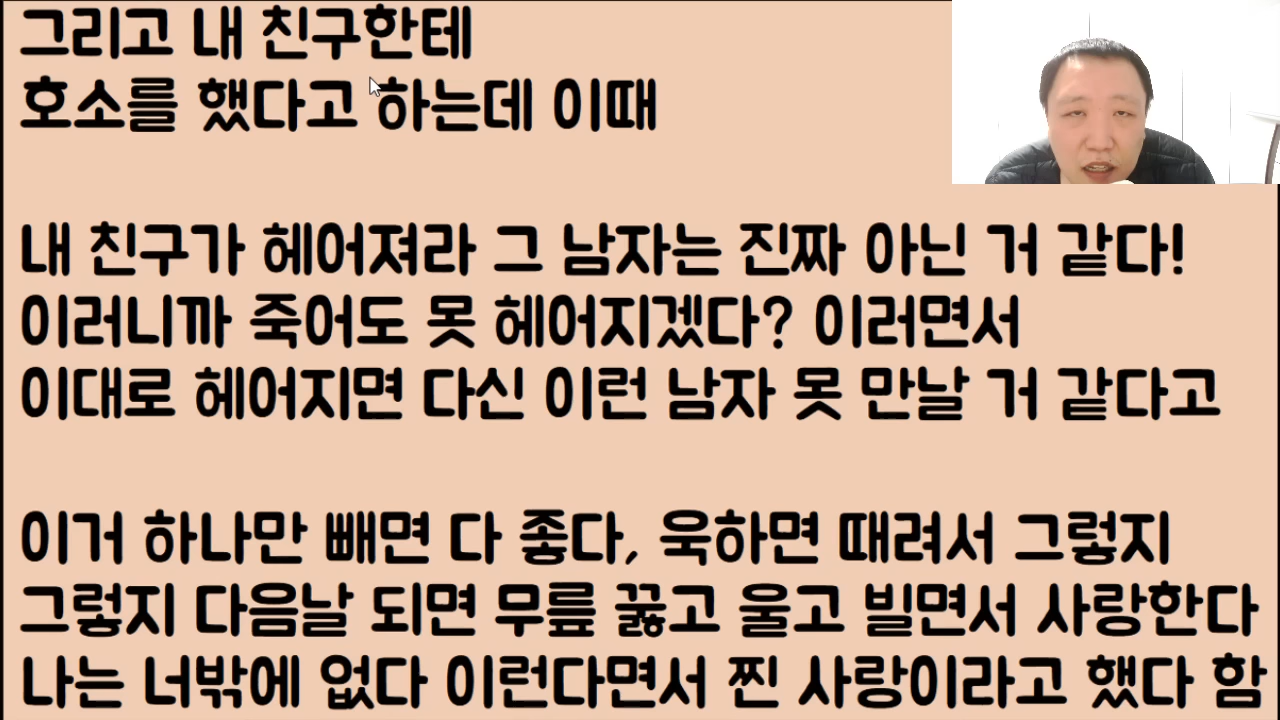 그리고 내 친구한테
호소를 했다고 하는데 이때
내 친구가 헤어져라 그 남자는 진짜 아닌 거 같다!
이러니까 죽어도 못 헤어지겠다? 이러면서
이대로 헤어지면 다신 이런 남자 못 만날 거 같다고
이거 하나만 빼면 다 좋다, 욱하면 때려서 그렇지
그렇지 다음날 되면 무릎 꿇고 울고 빌면서 사랑한다
나는 너밖에 없다 이런다면서 찐 사랑이라고 했다 함